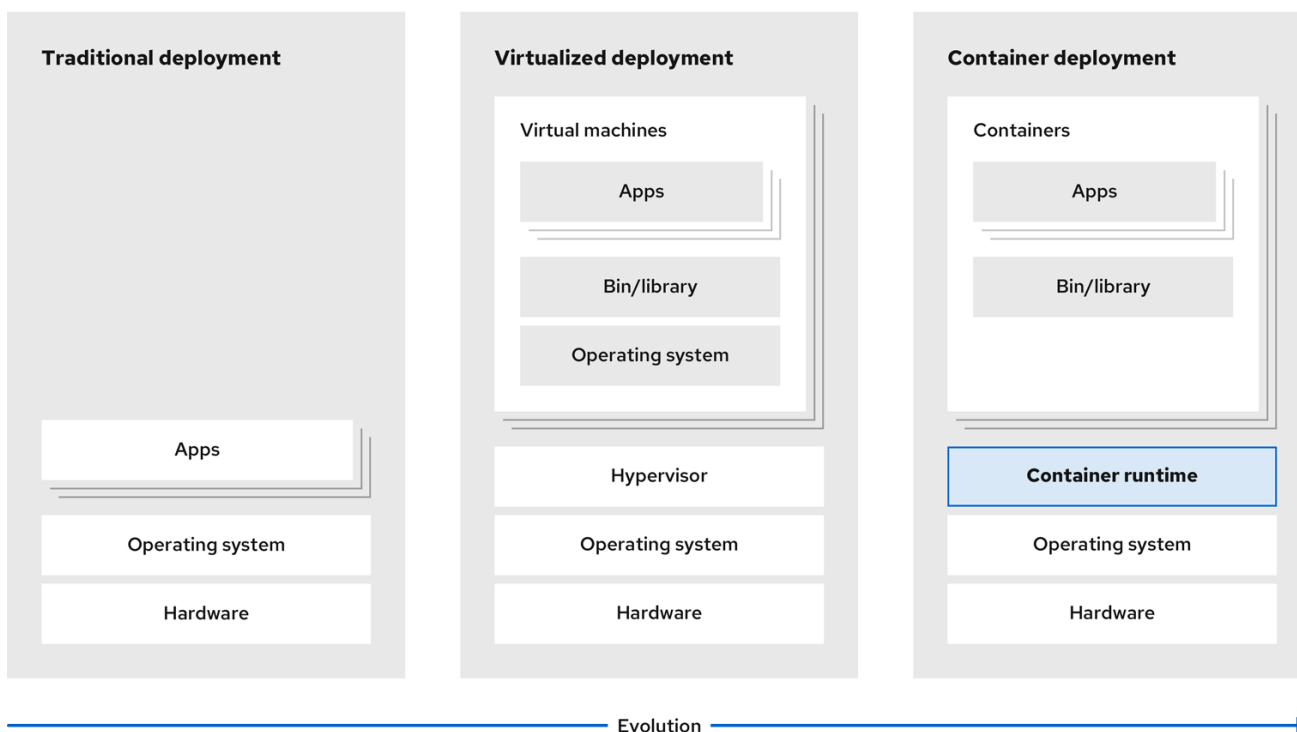 Traditional deployment
Apps
Operating system
Hardware
Virtualized deployment
Virtual machines
Apps
Bin/library
Operating system
Hypervisor
Operating system
Hardware
Container deployment
Containers
Apps
Bin/library
Container runtime
Operating system
Hardware
Evolution